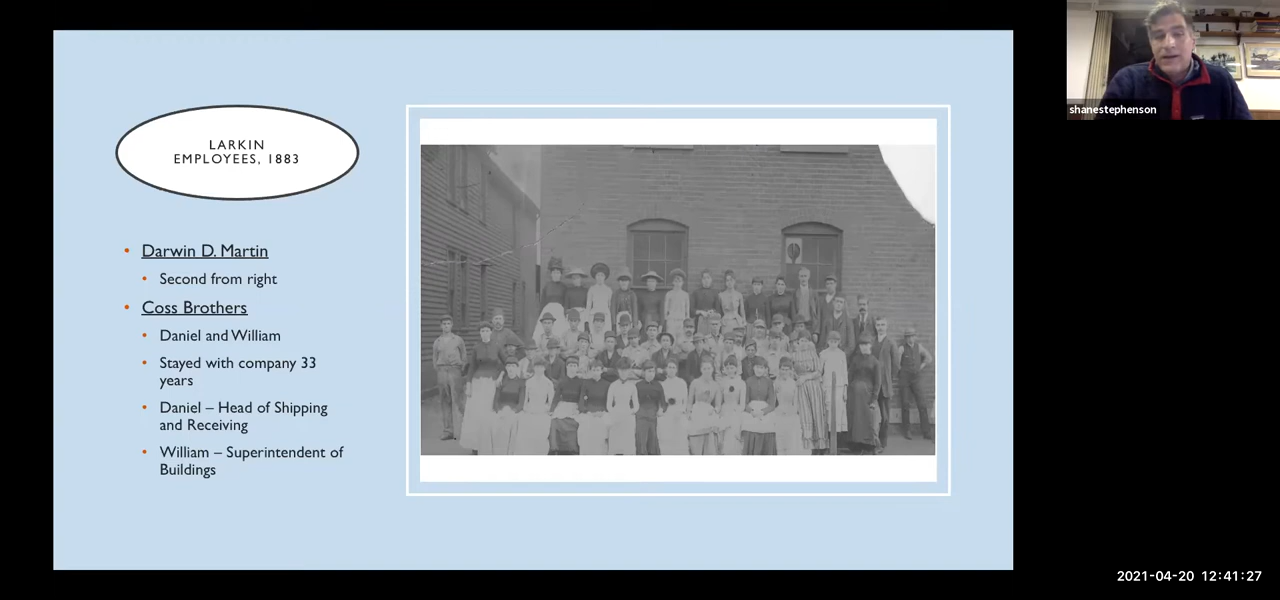 LARKIN
EMPLOYEES, 1883
Darwin D. Martin
Second from right
Coss Brothers
Daniel and William
Stayed with company 33
years
Daniel – Head of Shipping
and Receiving
William – Superintendent of
Buildings
shanestephenson
2021-04-20 12:41:27